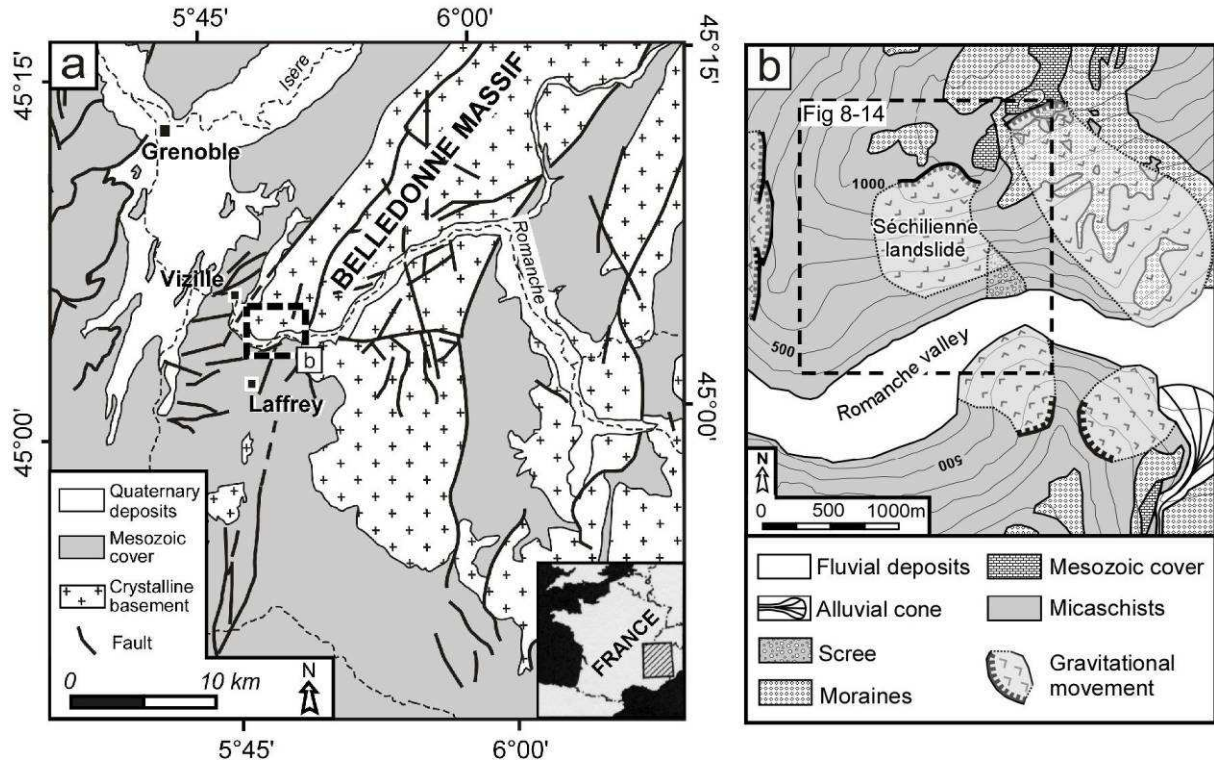 5°45'
6°00'
a
45°15'
Isère
Grenoble
BELLEDONNE MASSIF
Romanche
Vizille
b
Laffrey
45°00'
45°15'
45°00'
Quaternary
deposits
Mesozoic
cover
Crystalline
basement
Fault
0 10 km
N
FRANCE
5°45'
6°00'
b
Fig 8-14
1000
Séchilienne
landslide
500
Romanche valley
500
N
0 500 1000m
Fluvial deposits
Alluvial cone
Scree
Moraines
Mesozoic cover
Micaschists
Gravitational
movement